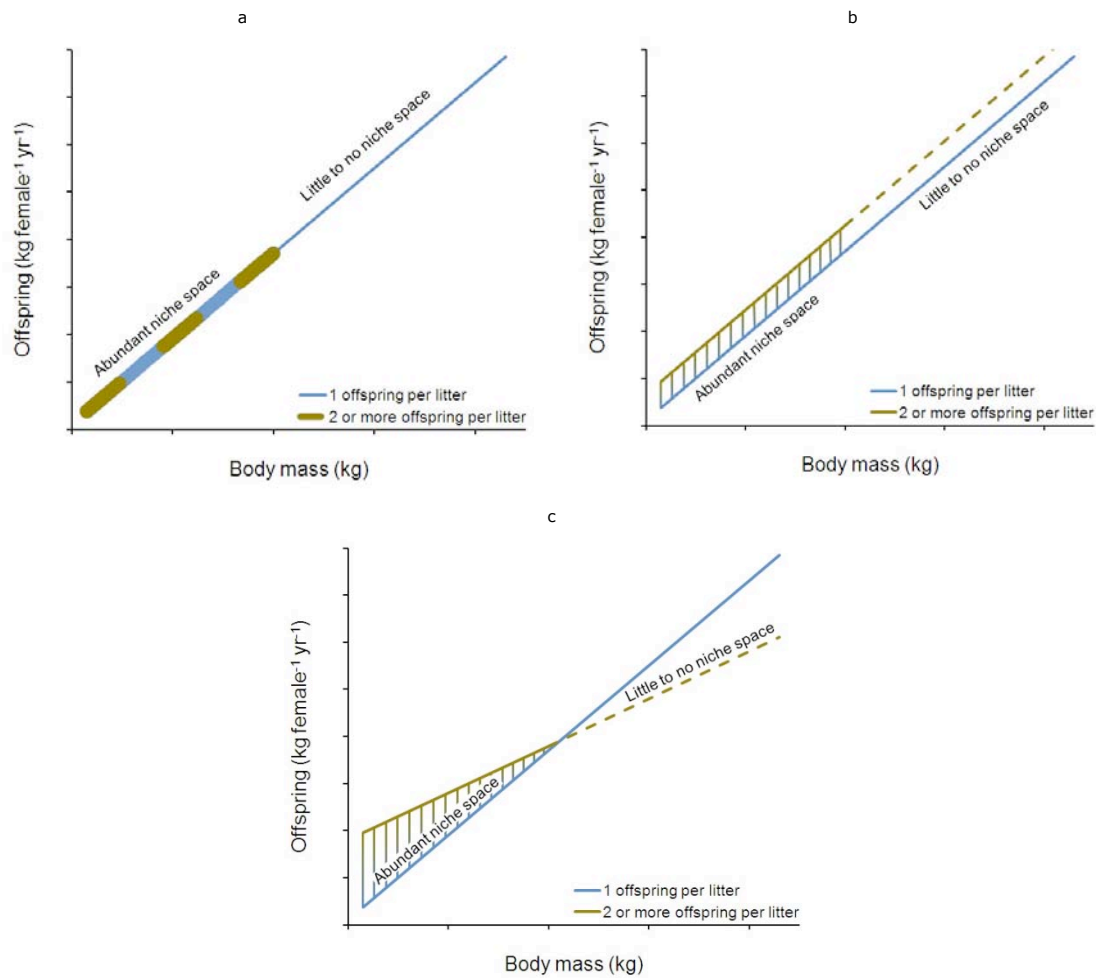 a
Offspring (kg female⁻¹ yr⁻¹)
Little to no niche space
Abundant niche space
1 offspring per litter
2 or more offspring per litter
Body mass (kg)
b
Offspring (kg female⁻¹ yr⁻¹)
Little to no niche space
Abundant niche space
1 offspring per litter
2 or more offspring per litter
Body mass (kg)
c
Offspring (kg female⁻¹ yr⁻¹)
Little to no niche space
Abundant niche space
1 offspring per litter
2 or more offspring per litter
Body mass (kg)